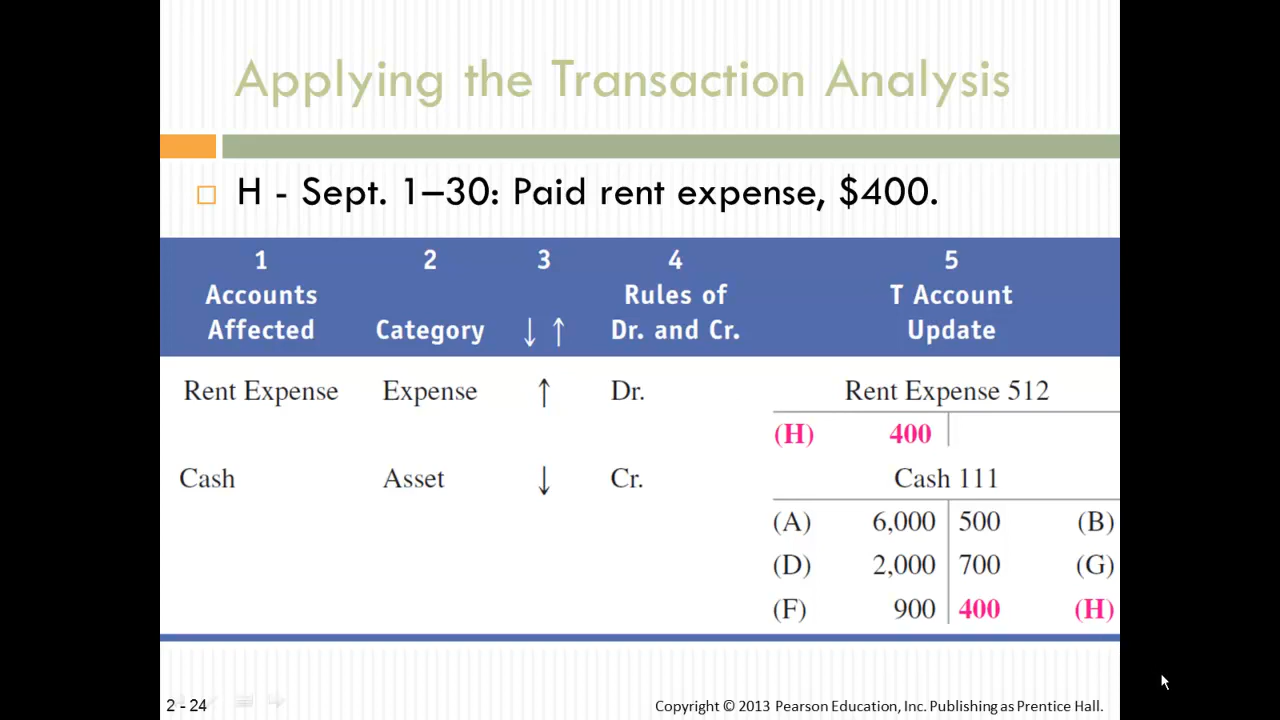 Applying the Transaction Analysis
H - Sept. 1–30: Paid rent expense, $400.
1 2 3 4 5
Accounts Rules of T Account
Affected Category ↓ ↑ Dr. and Cr. Update
Rent Expense Expense ↑ Dr. Rent Expense 512
(H) 400
Cash Asset ↓ Cr. Cash 111
(A) 6,000 500 (B)
(D) 2,000 700 (G)
(F) 900 400 (H)
2 - 24 Copyright © 2013 Pearson Education, Inc. Publishing as Prentice Hall.